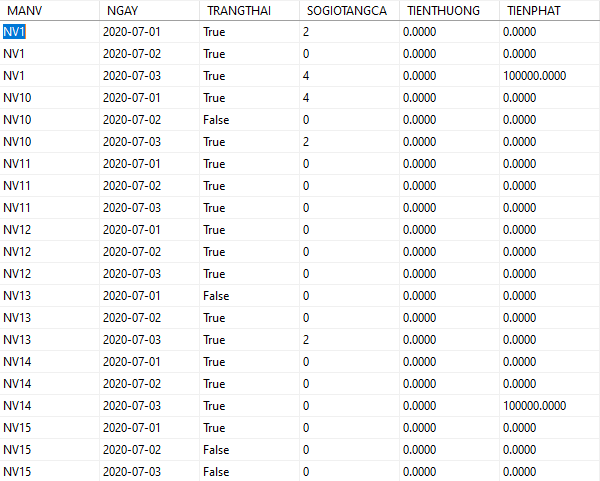 MANV NGAY TRANGTHAI SOGIOTANGCA TIENTHUONG TIENPHAT
NV1 2020-07-01 True 2 0.0000 0.0000
NV1 2020-07-02 True 0 0.0000 0.0000
NV1 2020-07-03 True 4 0.0000 100000.0000
NV10 2020-07-01 True 4 0.0000 0.0000
NV10 2020-07-02 False 0 0.0000 0.0000
NV10 2020-07-03 True 2 0.0000 0.0000
NV11 2020-07-01 True 0 0.0000 0.0000
NV11 2020-07-02 True 0 0.0000 0.0000
NV11 2020-07-03 True 0 0.0000 0.0000
NV12 2020-07-01 True 0 0.0000 0.0000
NV12 2020-07-02 True 0 0.0000 0.0000
NV12 2020-07-03 True 0 0.0000 0.0000
NV13 2020-07-01 False 0 0.0000 0.0000
NV13 2020-07-02 True 0 0.0000 0.0000
NV13 2020-07-03 True 2 0.0000 0.0000
NV14 2020-07-01 True 0 0.0000 0.0000
NV14 2020-07-02 True 0 0.0000 0.0000
NV14 2020-07-03 True 0 0.0000 100000.0000
NV15 2020-07-01 True 0 0.0000 0.0000
NV15 2020-07-02 False 0 0.0000 0.0000
NV15 2020-07-03 False 0 0.0000 0.0000